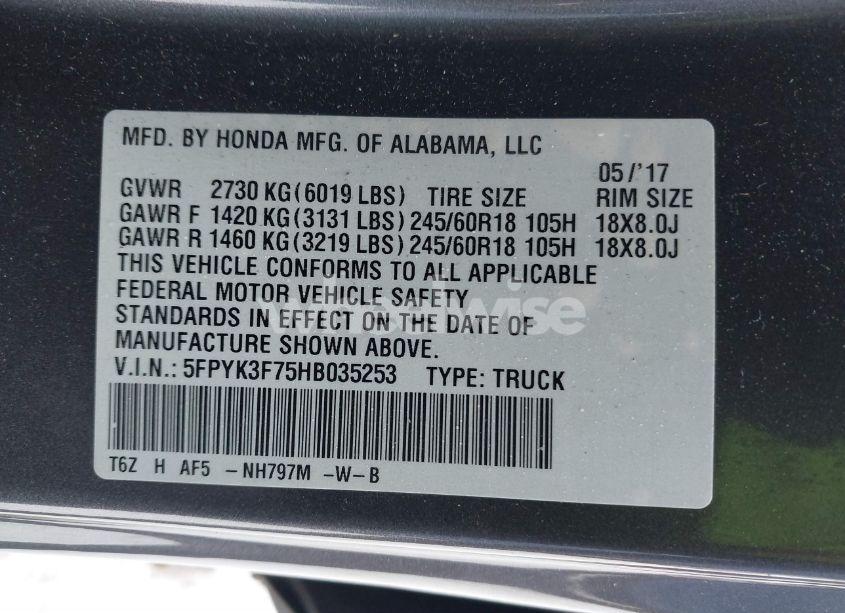 MFD. BY HONDA MFG. OF ALABAMA, LLC
05/'17
GVWR 2730 KG(6019 LBS) TIRE SIZE RIM SIZE
GAWR F 1420 KG(3131 LBS) 245/60R18 105H 18X8.0J
GAWR R 1460 KG(3219 LBS) 245/60R18 105H 18X8.0J
THIS VEHICLE CONFORMS TO ALL APPLICABLE
FEDERAL MOTOR VEHICLE SAFETY
STANDARDS IN EFFECT ON THE DATE OF
MANUFACTURE SHOWN ABOVE.
wheelwise
V.I.N.: 5FPYK3F75HB035253 TYPE: TRUCK
T6Z H AF5 -NH797M -W-B